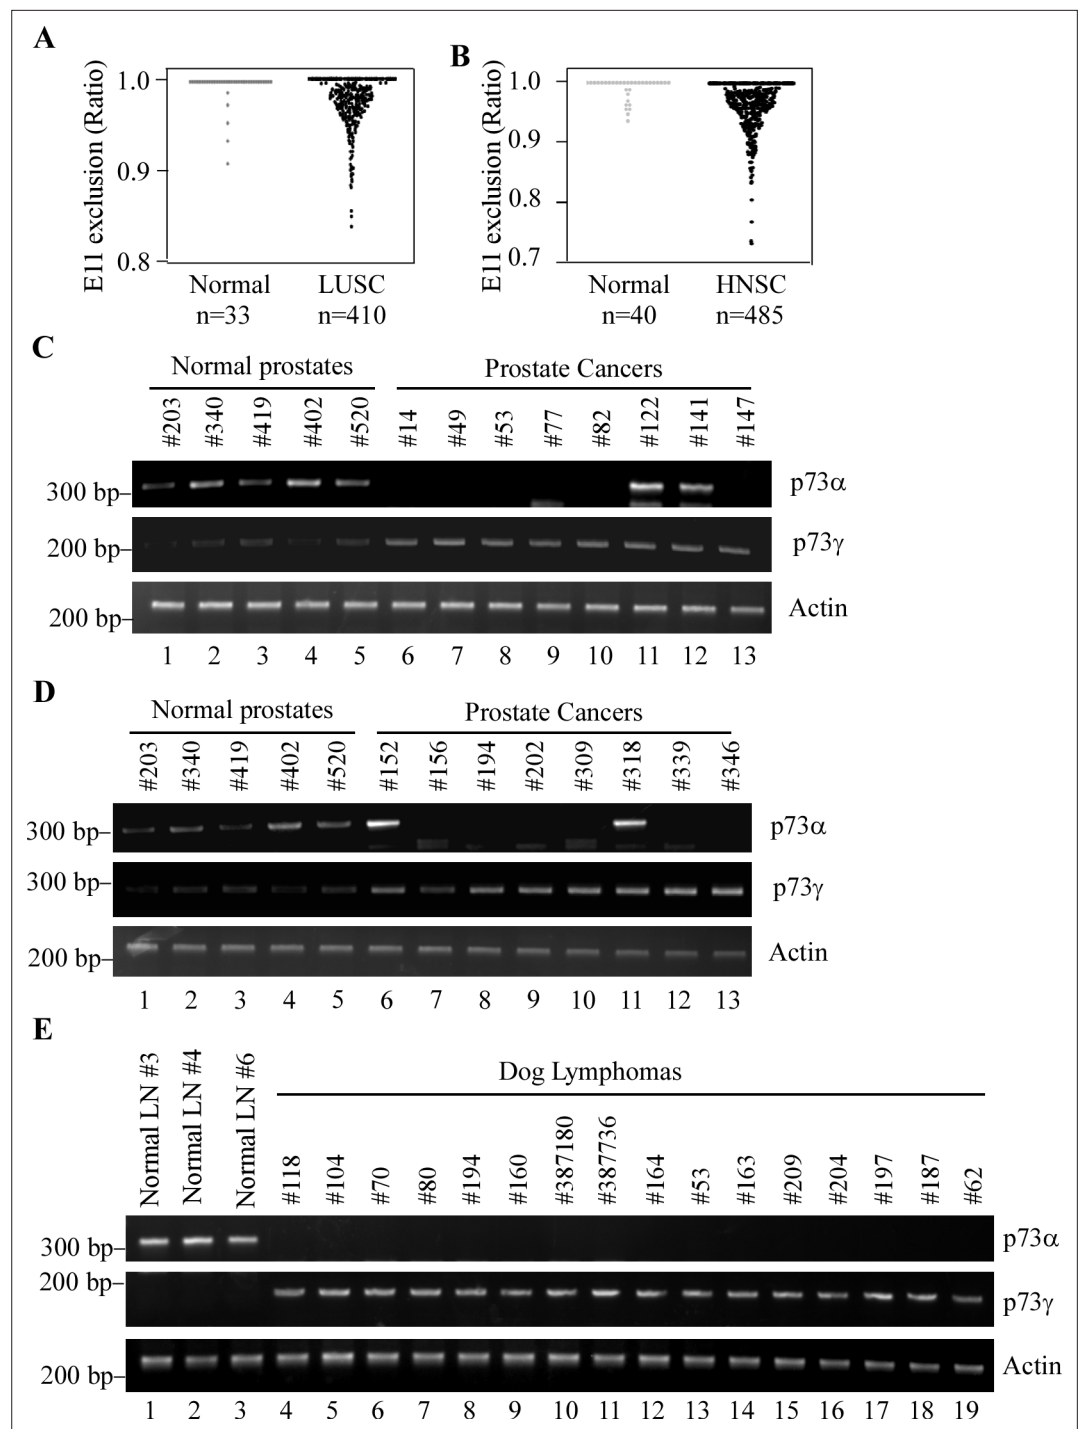 A
E11 exclusion (Ratio)
1.0
0.9
0.8
Normal
n=33
LUSC
n=410
B
E11 exclusion (Ratio)
1.0
0.9
0.8
0.7
Normal
n=40
HNSC
n=485
C
Normal prostates
Prostate Cancers
#203 #340 #419 #402 #520 #14 #49 #53 #77 #82 #122 #141 #147
300 bp p73α
200 bp p73γ
200 bp Actin
1 2 3 4 5 6 7 8 9 10 11 12 13
D
Normal prostates
Prostate Cancers
#203 #340 #419 #402 #520 #152 #156 #194 #202 #309 #318 #339 #346
300 bp p73α
300 bp p73γ
200 bp Actin
1 2 3 4 5 6 7 8 9 10 11 12 13
E
Dog Lymphomas
Normal LN #3 Normal LN #4 Normal LN #6 #118 #104 #70 #80 #194 #160 #387180 #387736 #164 #53 #163 #209 #204 #197 #187 #62
300 bp p73α
200 bp p73γ
200 bp Actin
1 2 3 4 5 6 7 8 9 10 11 12 13 14 15 16 17 18 19